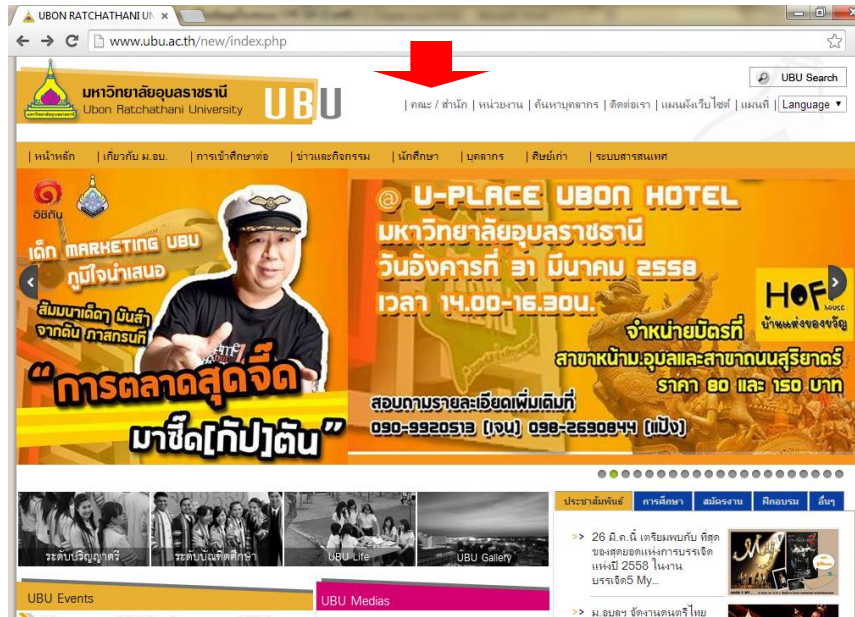 UBON RATCHATHANI UN
www.ubu.ac.th/new/index.php
UBU Search
มหาวิทยาลัยอุบลราชธานี
Ubon Ratchathani University
UBU
| คณะ / สำนัก | หน่วยงาน | ค้นหาบุคลากร | ติดต่อเรา | แผนผังเว็บไซต์ | แผนที่ | Language
| หน้าหลัก | เกี่ยวกับ ม.อบ. | การเข้าศึกษาต่อ | ข่าวและกิจกรรม | นักศึกษา | บุคลากร | ศิษย์เก่า | ระบบสารสนเทศ
อิชิตัน
เด็ก MARKETING UBU
ภูมิใจนำเสนอ
สัมมนาเด็ดๆ มันส์ๆ
จากตัน ภาสกรนที
“การตลาดสุดจี๊ด
มาซี๊ด[กัป]ตัน”
@ U-PLACE UBON HOTEL
มหาวิทยาลัยอุบลราชธานี
วันอังคารที่ 31 มีนาคม 2558
เวลา 14.00-16.30น.
HOF
house
บ้านแห่งของขวัญ
จำหน่ายบัตรที่
สาขาหน้าม.อุบลและสาขาถนนสุริยาตร์
ราคา 80 และ 150 บาท
สอบถามรายละเอียดเพิ่มเติมที่
090-9920513 (เจน) 098-2690844 (แป้ง)
ระดับปริญญาตรี
ระดับบัณฑิตศึกษา
UBU Life
UBU Gallery
ประชาสัมพันธ์ การศึกษา สมัครงาน ฝึกอบรม อื่นๆ
>> 26 มี.ค.นี้ เตรียมพบกับ ที่สุด
ของสุดยอดแห่งการบรรเจิด
แห่งปี 2558 ในงาน
บรรเจิด5 My...
UBU Events
UBU Medias
>> ม.อุบลฯ จัดงานดนตรีไทย